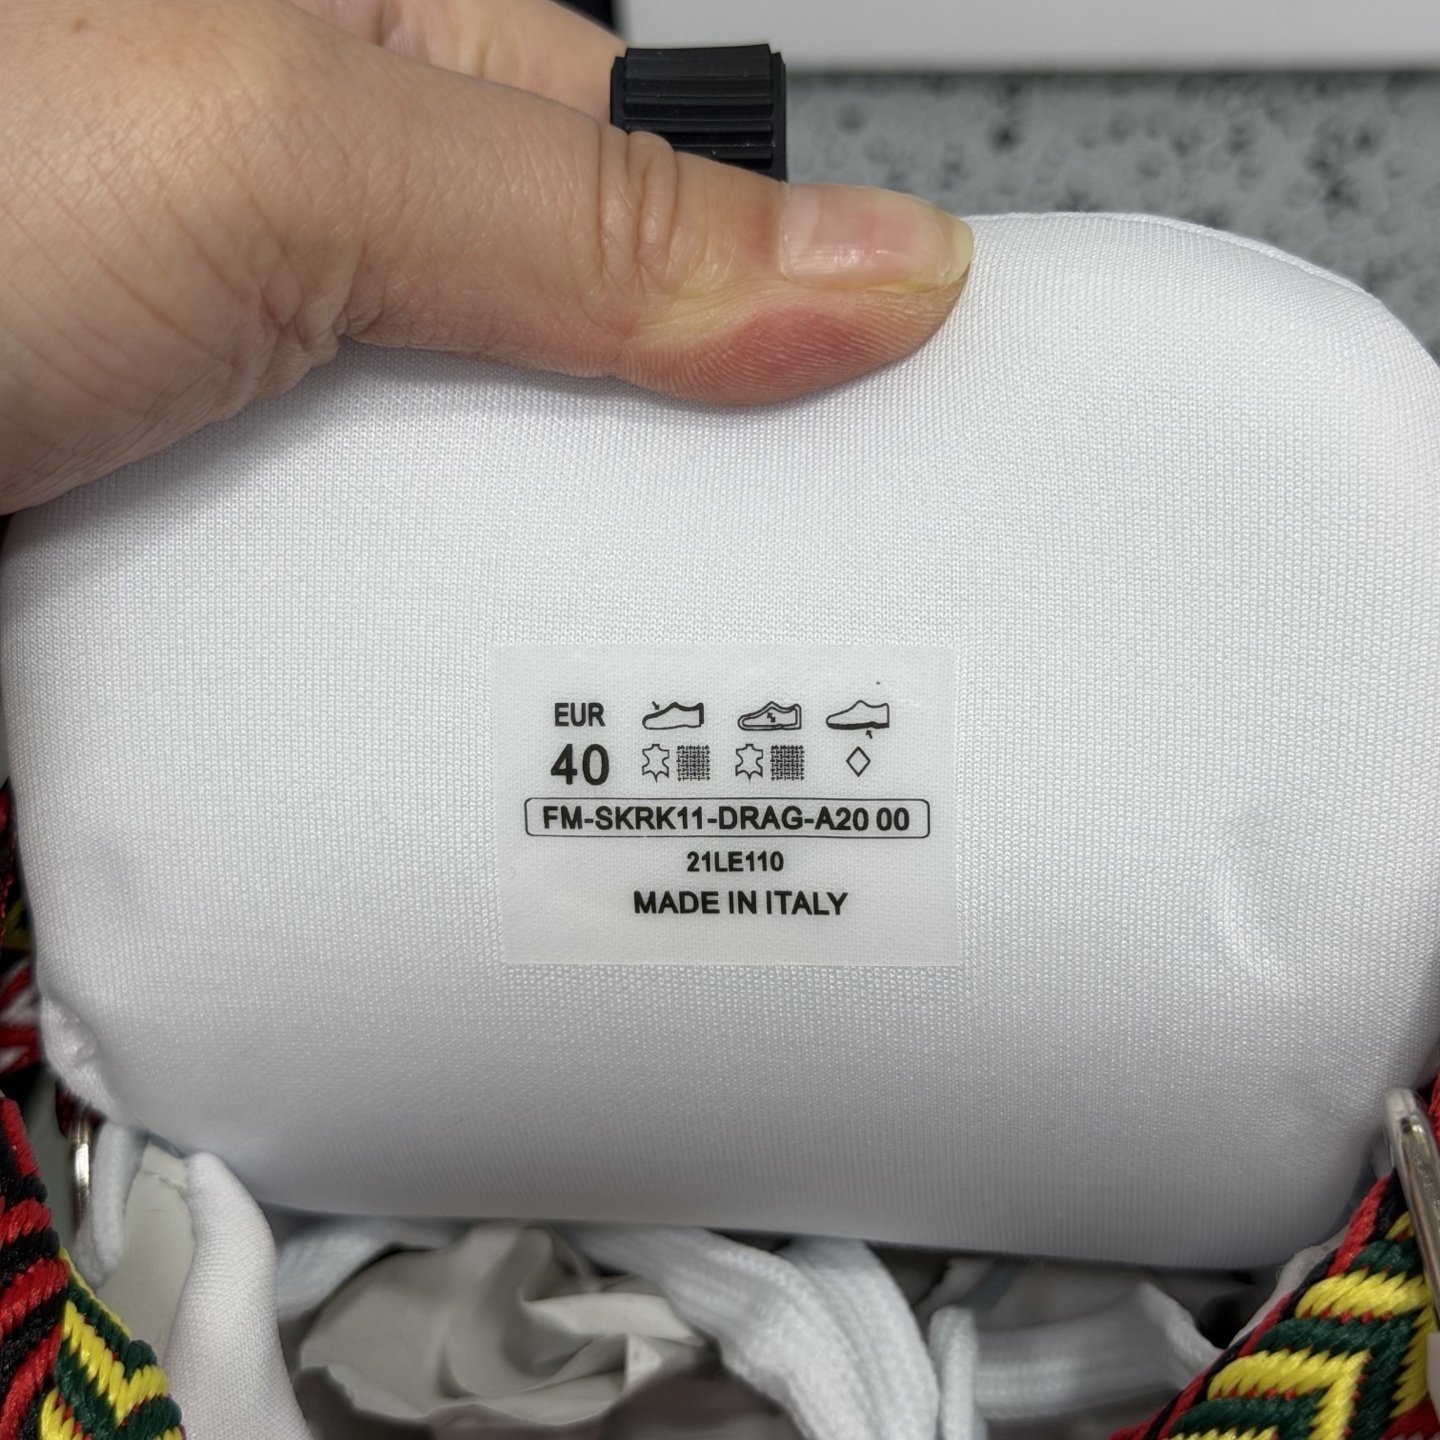 EUR
40
FM-SKRK11-DRAG-A20 00
21LE110
MADE IN ITALY